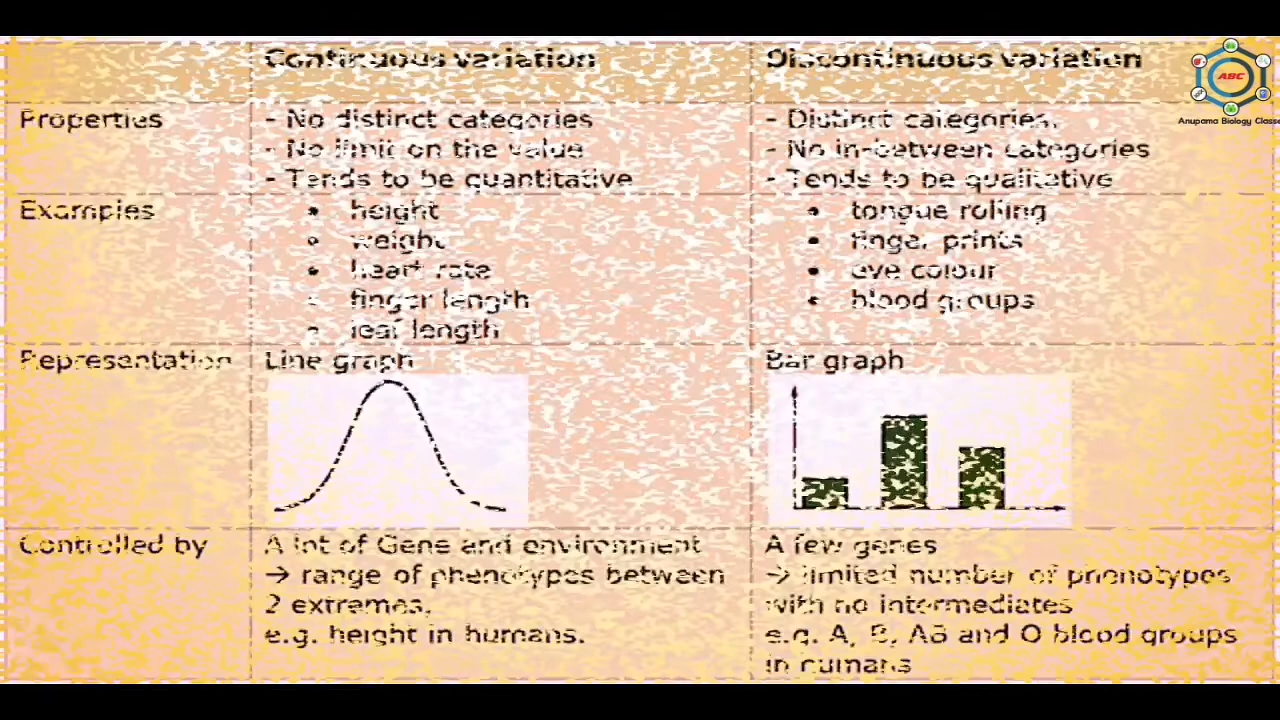 Continuous variation
Discontinuous variation
ABC
Anupama Biology Classe
Properties
- No distinct categories
- No limit on the value
- Tends to be quantitative
- Distinct categories.
- No in-between categories
- Tends to be qualitative
Examples
• height
• weight
• heart rate
• finger length
• leaf length
• tongue rolling
• finger prints
• eye colour
• blood groups
Representation
Line graph
Bar graph
Controlled by
A lot of Gene and environment
→ range of phenotypes between
2 extremes.
e.g. height in humans.
A few genes
→ limited number of phenotypes
with no intermediates
e.g. A, B, AB and O blood groups
in humans